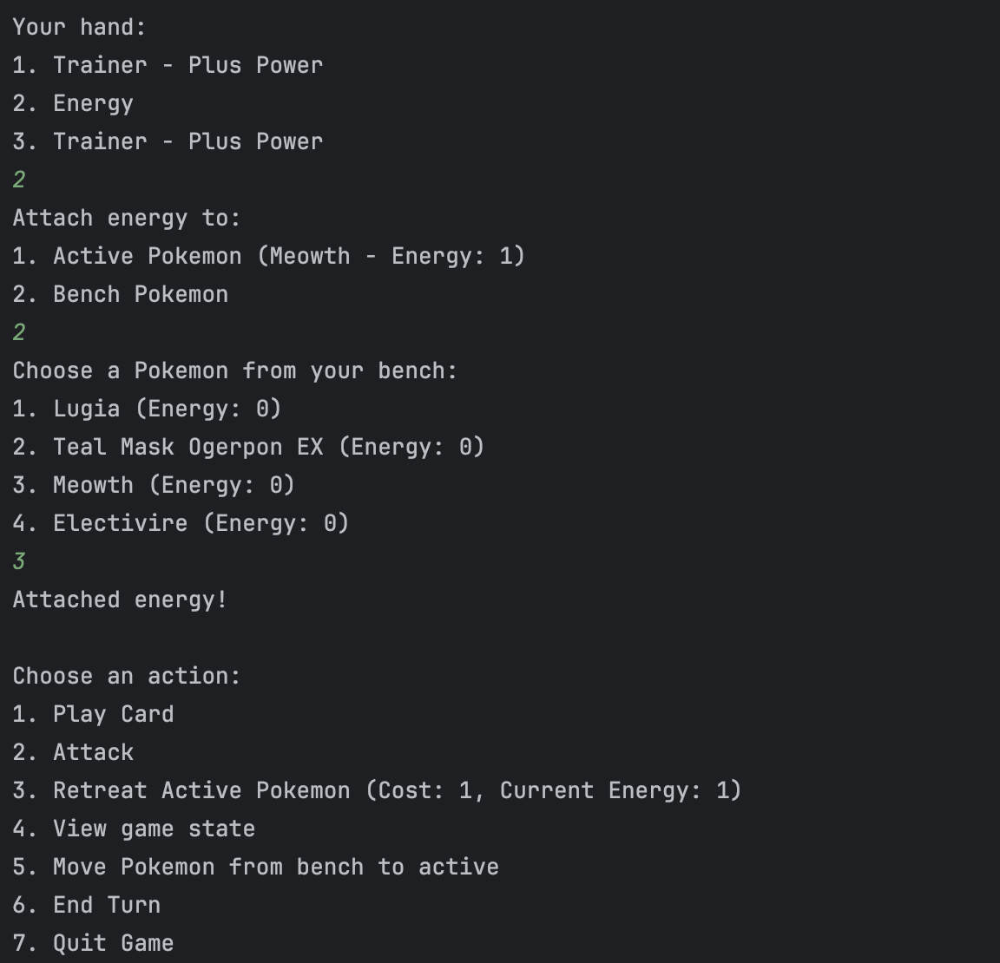 Your hand:
1. Trainer - Plus Power
2. Energy
3. Trainer - Plus Power
2
Attach energy to:
1. Active Pokemon (Meowth - Energy: 1)
2. Bench Pokemon
2
Choose a Pokemon from your bench:
1. Lugia (Energy: 0)
2. Teal Mask Ogerpon EX (Energy: 0)
3. Meowth (Energy: 0)
4. Electivire (Energy: 0)
3
Attached energy!
Choose an action:
1. Play Card
2. Attack
3. Retreat Active Pokemon (Cost: 1, Current Energy: 1)
4. View game state
5. Move Pokemon from bench to active
6. End Turn
7. Quit Game